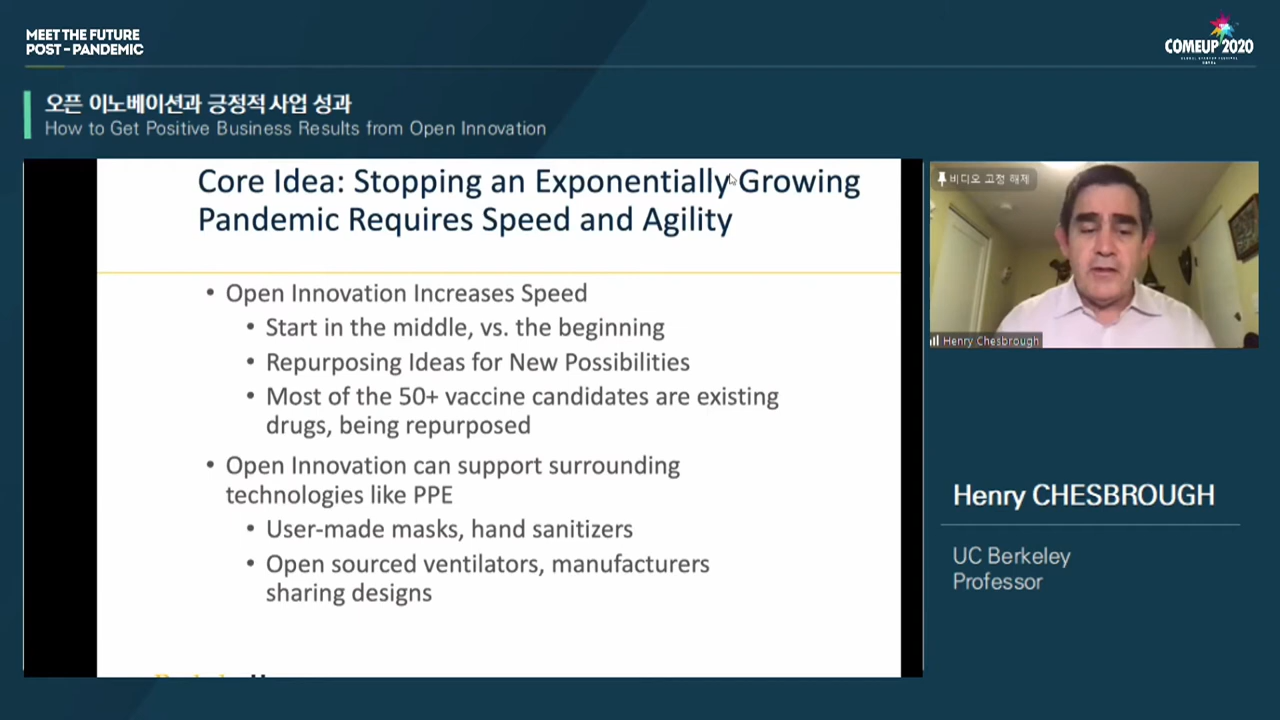 MEET THE FUTURE
POST-PANDEMIC
COMEUP 2020
오픈 이노베이션과 긍정적 사업 성과
How to Get Positive Business Results from Open Innovation
Core Idea: Stopping an Exponentially Growing
Pandemic Requires Speed and Agility
• Open Innovation Increases Speed
• Start in the middle, vs. the beginning
• Repurposing Ideas for New Possibilities
• Most of the 50+ vaccine candidates are existing
drugs, being repurposed
• Open Innovation can support surrounding
technologies like PPE
• User-made masks, hand sanitizers
• Open sourced ventilators, manufacturers
sharing designs
비디오 고정 해제
Henry Chesbrough
Henry CHESBROUGH
UC Berkeley
Professor